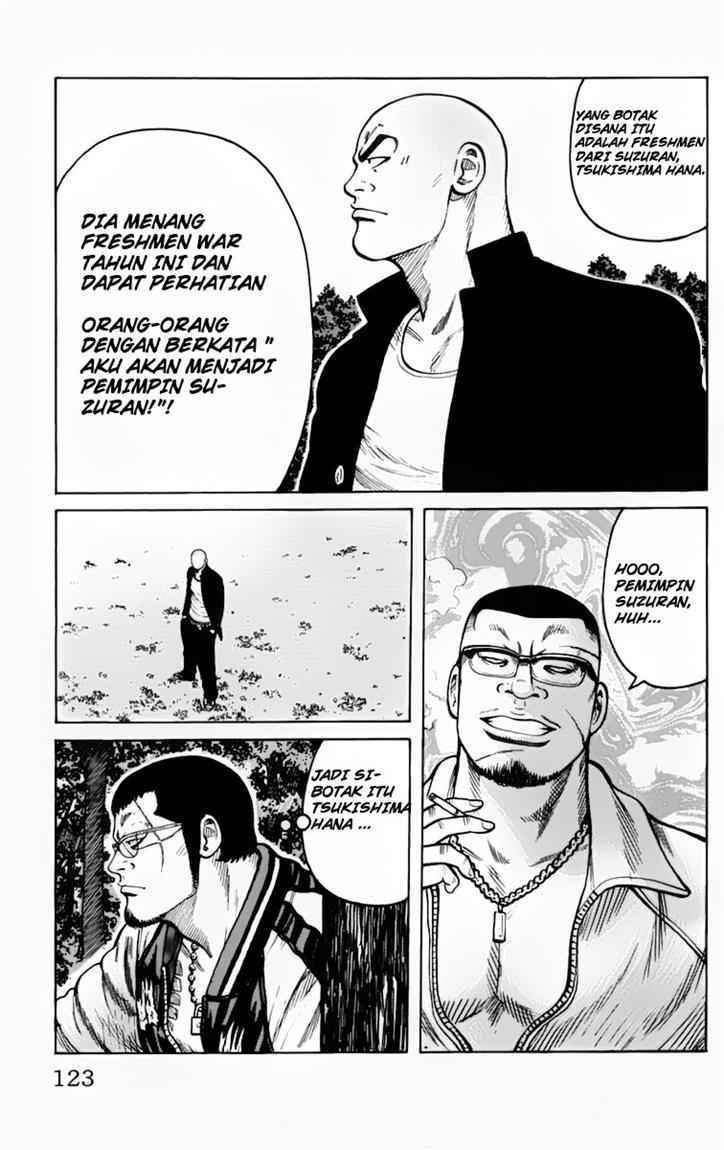 YANG BOTAK
DISANA ITU
ADALAH FRESHMEN
DARI SUZURAN,
TSUKISHIMA HANA.
DIA MENANG
FRESHMEN WAR
TAHUN INI DAN
DAPAT PERHATIAN
ORANG-ORANG
DENGAN BERKATA "
AKU AKAN MENJADI
PEMIMPIN SU-
ZURAN!"!
HOOO,
PEMIMPIN
SUZURAN,
HUH...
JADI SI-
BOTAK ITU
TSUKISHIMA
HANA ...
123